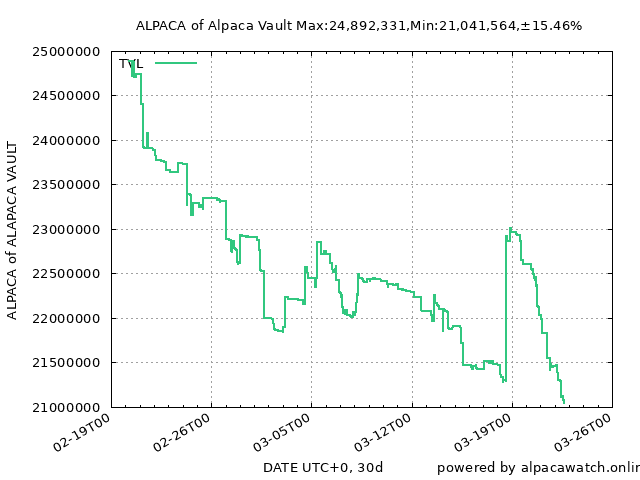 ALPACA of Alpaca Vault Max:24,892,331,Min:21,041,564,±15.46%
TVL
25000000
24500000
24000000
23500000
23000000
22500000
22000000
21500000
21000000
ALPACA of ALAPACA VAULT
02-19T00
02-26T00
03-05T00
03-12T00
03-19T00
03-26T00
DATE UTC+0, 30d
powered by alpacawatch.onlin